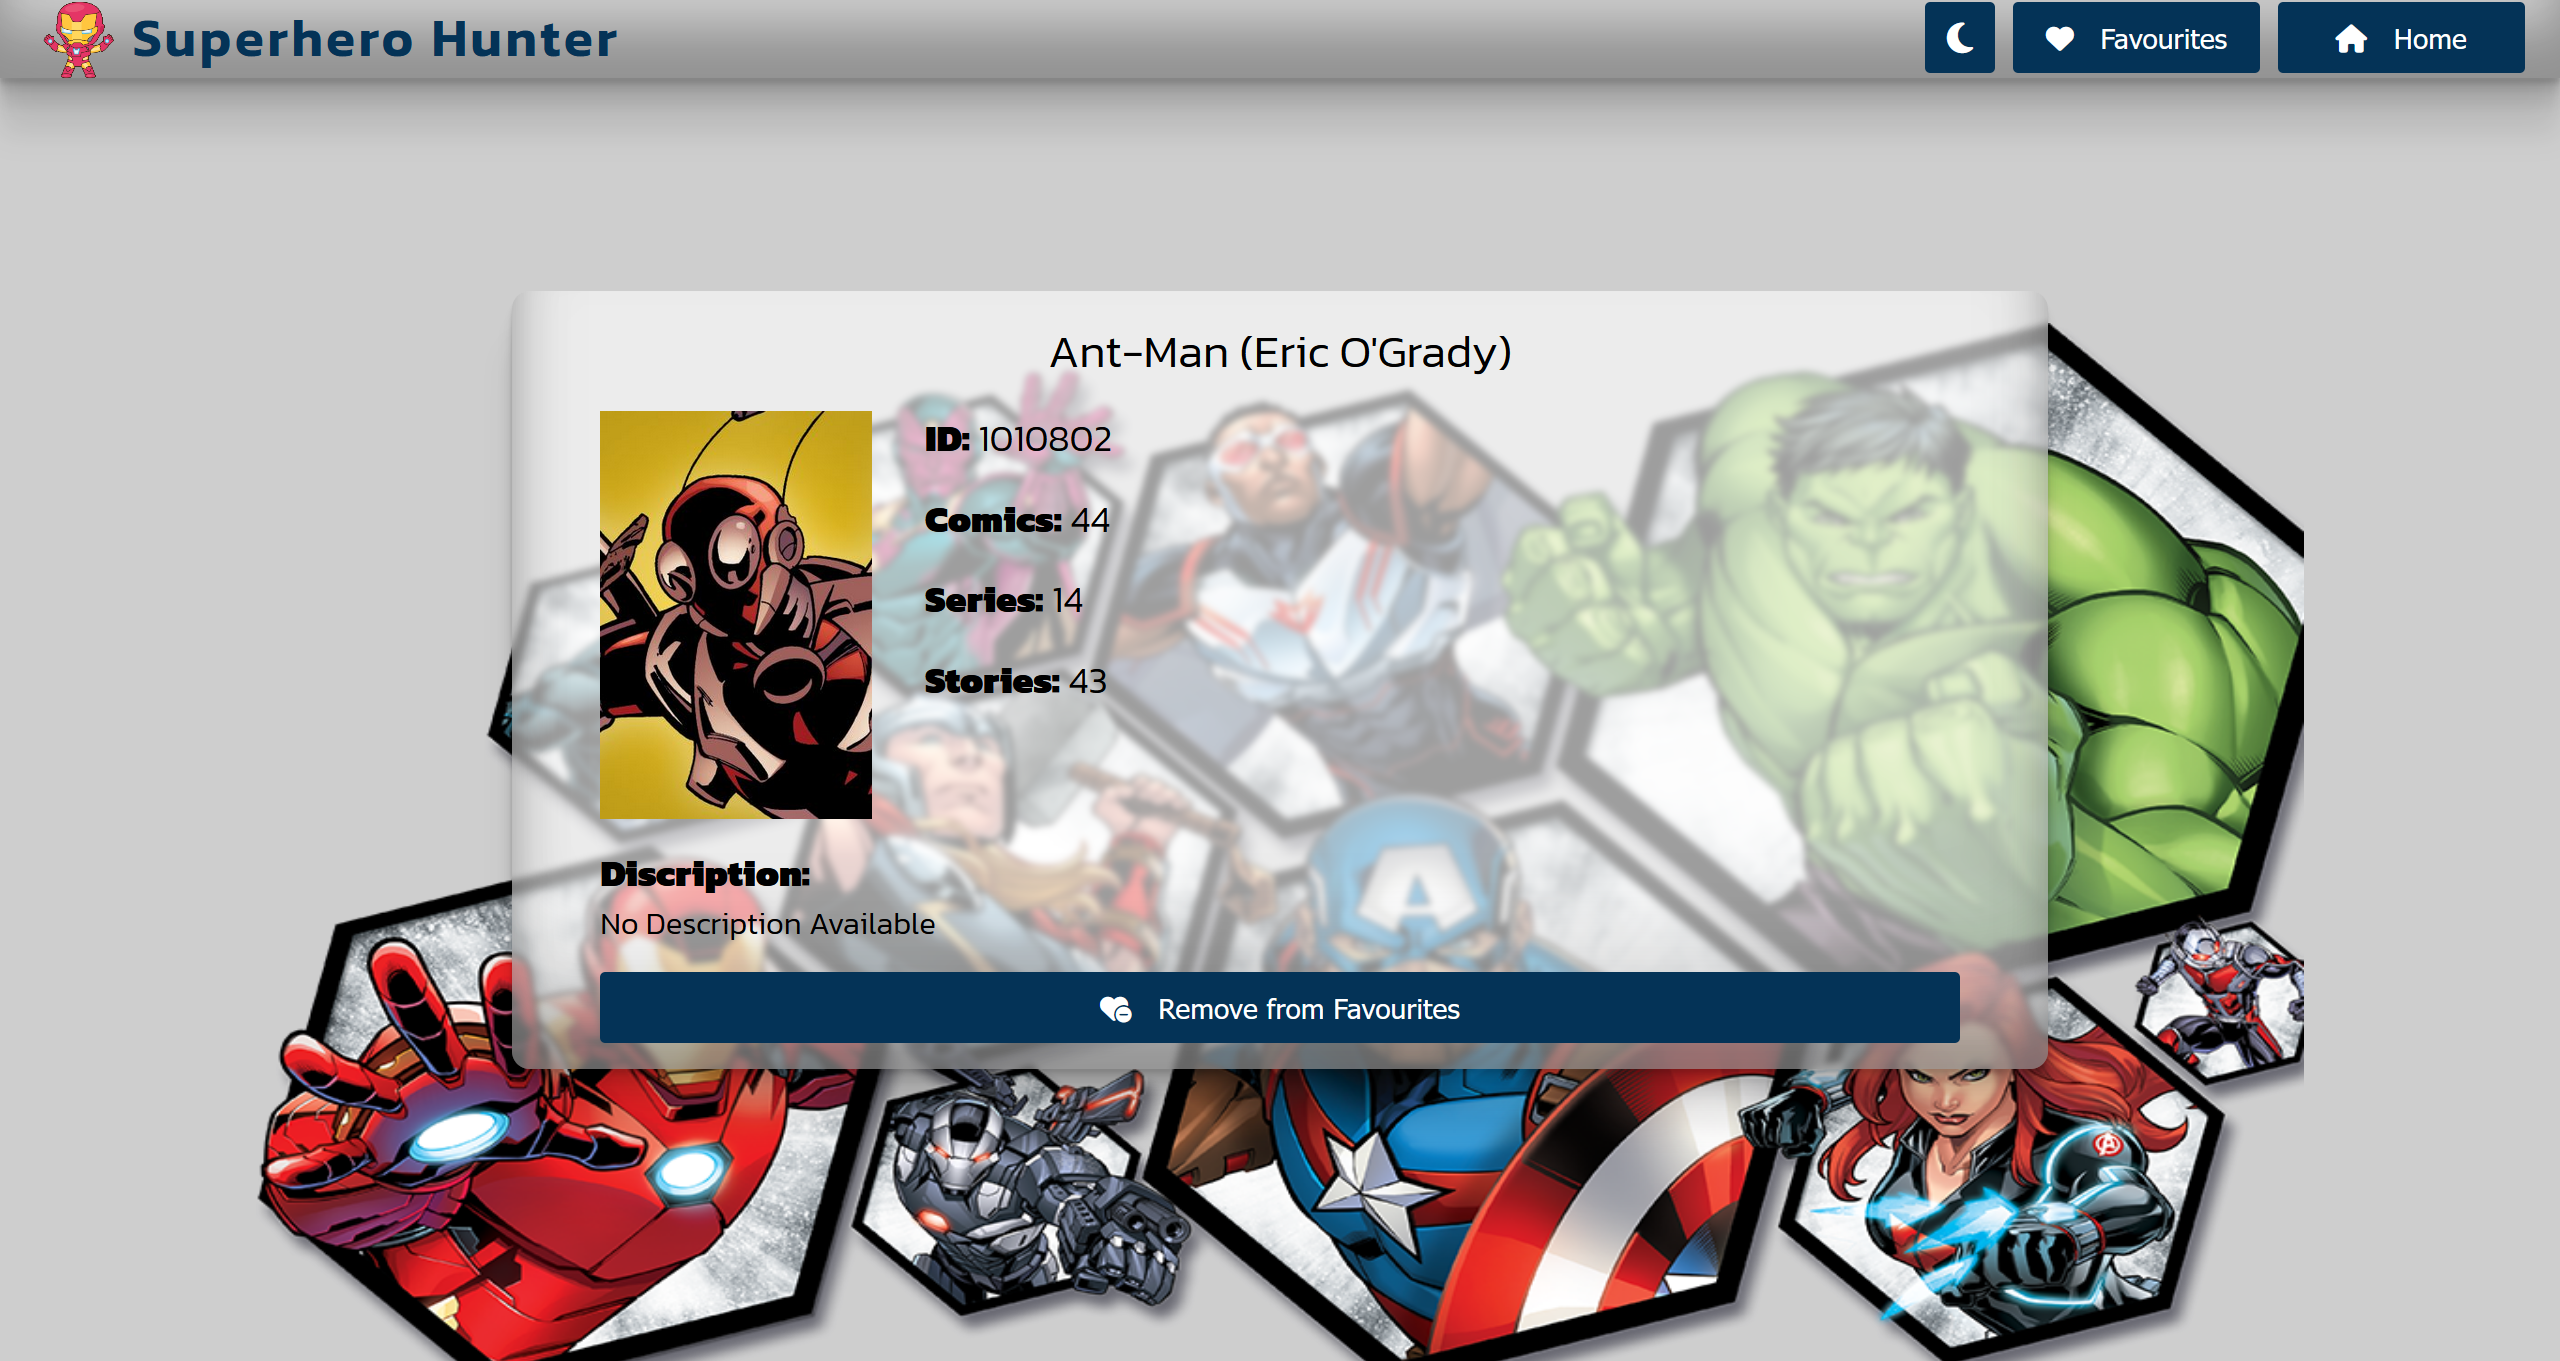 Superhero Hunter
Favourites
Home
Ant-Man (Eric O'Grady)
ID: 1010802
Comics: 44
Series: 14
Stories: 43
Discription:
No Description Available
Remove from Favourites